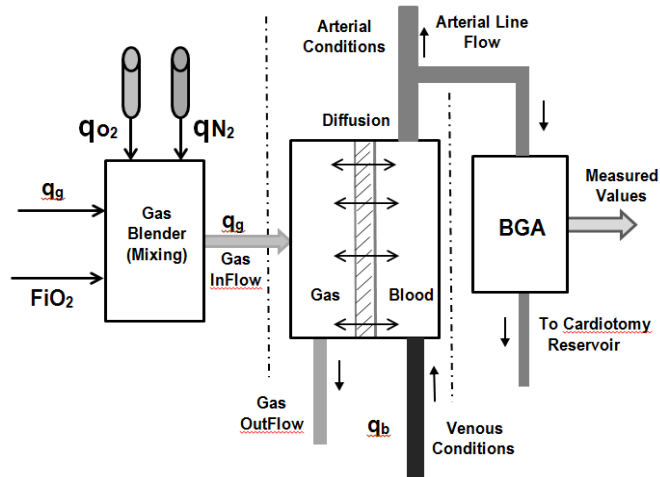 Arterial
Conditions
Arterial Line
Flow
qO₂
qN₂
Diffusion
qg
Gas
Blender
(Mixing)
FiO₂
qg
Gas
InFlow
Gas
Blood
BGA
Measured
Values
To Cardiotomy
Reservoir
Gas
OutFlow
qb
Venous
Conditions